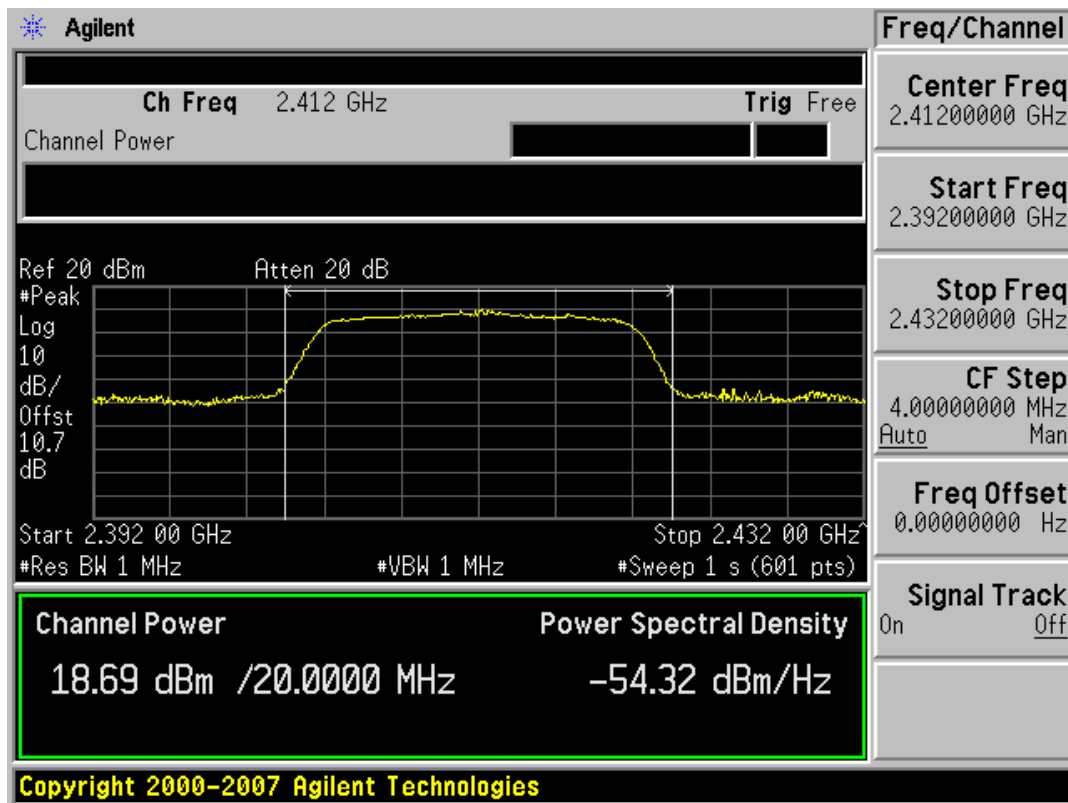 Agilent
Freq/Channel
Ch Freq 2.412 GHz Trig Free
Channel Power
Ref 20 dBm Atten 20 dB
#Peak
Log
10
dB/
Offst
10.7
dB
Start 2.392 00 GHz Stop 2.432 00 GHz^
#Res BW 1 MHz #VBW 1 MHz #Sweep 1 s (601 pts)
Channel Power Power Spectral Density
18.69 dBm /20.0000 MHz -54.32 dBm/Hz
Center Freq
2.41200000 GHz
Start Freq
2.39200000 GHz
Stop Freq
2.43200000 GHz
CF Step
4.00000000 MHz
Auto Man
Freq Offset
0.00000000 Hz
Signal Track
On Off
Copyright 2000-2007 Agilent Technologies